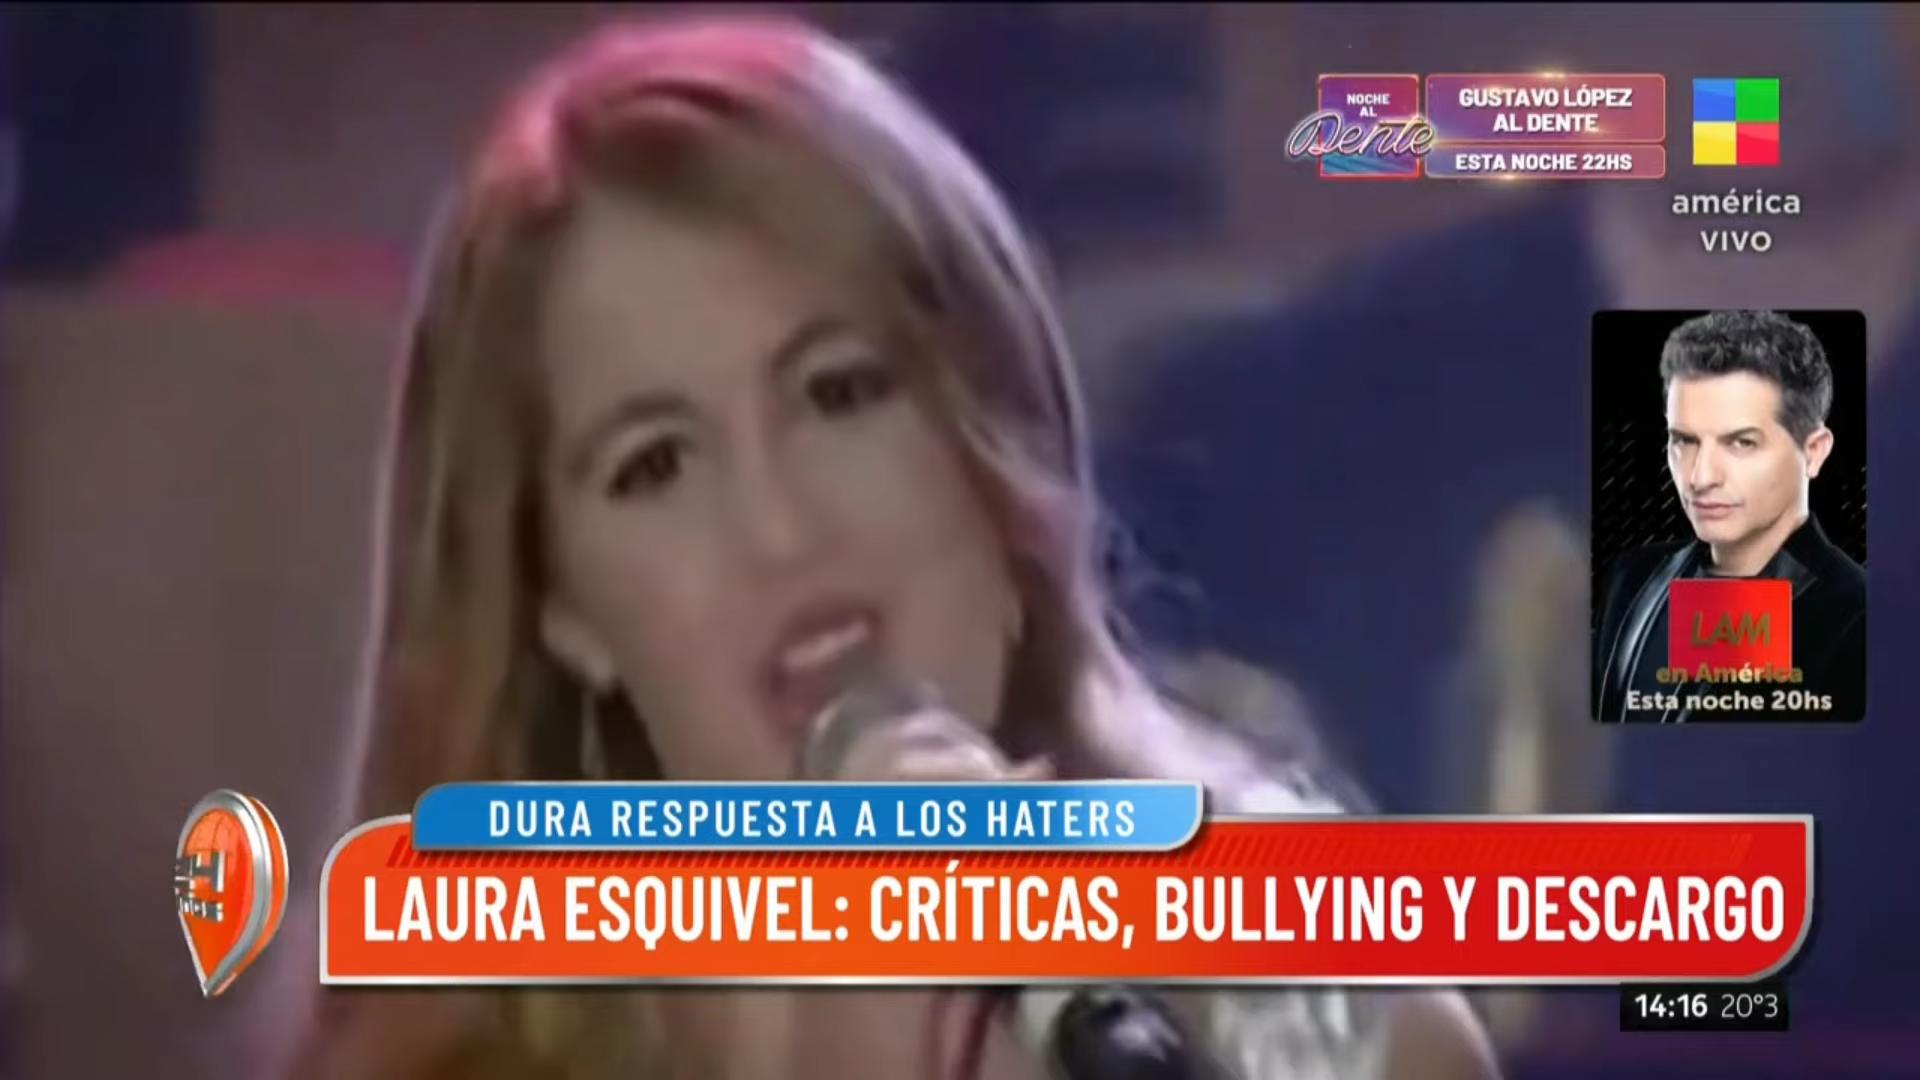 NOCHE
AL
Dente
GUSTAVO LÓPEZ
AL DENTE
ESTA NOCHE 22HS
américa
VIVO
LAM
en América
Esta noche 20hs
DURA RESPUESTA A LOS HATERS
LAURA ESQUIVEL: CRÍTICAS, BULLYING Y DESCARGO
14:16 20°3